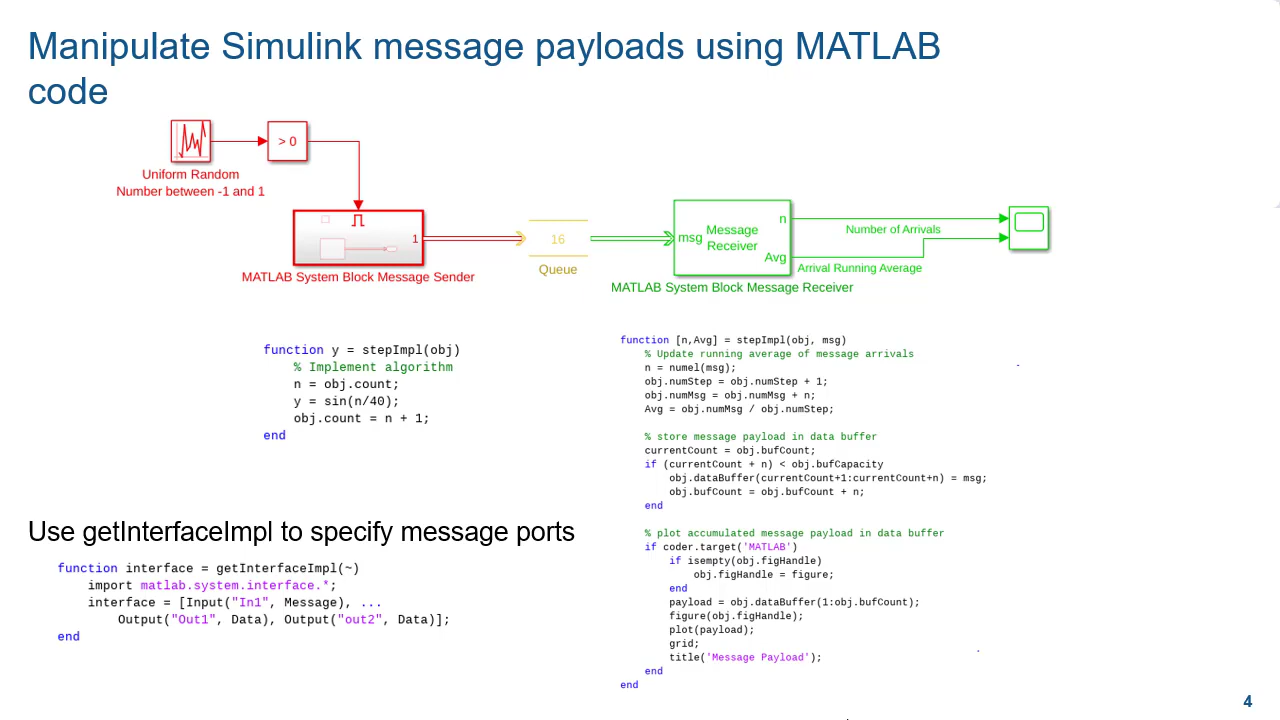 Manipulate Simulink message payloads using MATLAB
code
> 0
Uniform Random
Number between -1 and 1
1
MATLAB System Block Message Sender
16
Queue
msg
Message
Receiver
n
Avg
MATLAB System Block Message Receiver
Number of Arrivals
Arrival Running Average
function y = stepImpl(obj)
% Implement algorithm
n = obj.count;
y = sin(n/40);
obj.count = n + 1;
end
Use getInterfaceImpl to specify message ports
function interface = getInterfaceImpl(~)
import matlab.system.interface.*;
interface = [Input("In1", Message), ...
Output("Out1", Data), Output("out2", Data)];
end
function [n,Avg] = stepImpl(obj, msg)
% Update running average of message arrivals
n = numel(msg);
obj.numStep = obj.numStep + 1;
obj.numMsg = obj.numMsg + n;
Avg = obj.numMsg / obj.numStep;
% store message payload in data buffer
currentCount = obj.bufCount;
if (currentCount + n) < obj.bufCapacity
obj.dataBuffer(currentCount+1:currentCount+n) = msg;
obj.bufCount = obj.bufCount + n;
end
% plot accumulated message payload in data buffer
if coder.target('MATLAB')
if isempty(obj.figHandle)
obj.figHandle = figure;
end
payload = obj.dataBuffer(1:obj.bufCount);
figure(obj.figHandle);
plot(payload);
grid;
title('Message Payload');
end
end
4